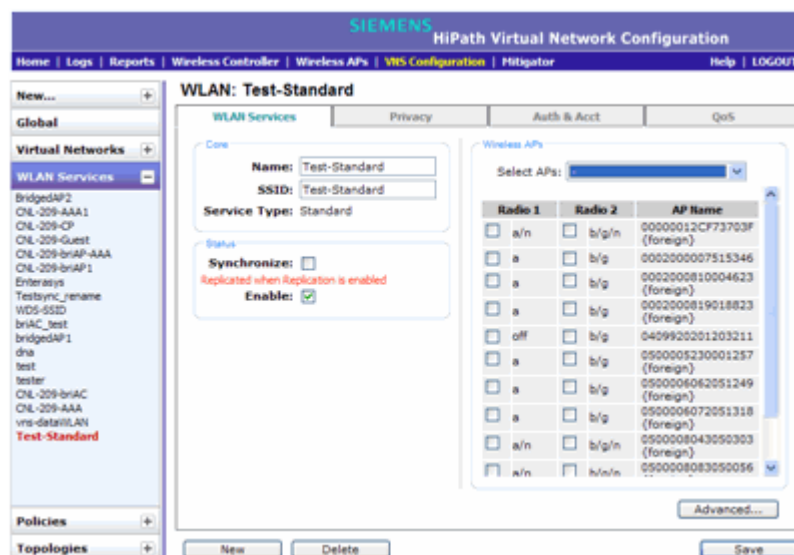 SIEMENS
HiPath Virtual Network Configuration
Home | Logs | Reports | Wireless Controller | Wireless APs | VNS Configuration | Mitigator Help | LOGOUT
New...
Global
Virtual Networks
WLAN Services
BridgedAP2
CNL-209-AAA1
CNL-209-CP
CNL-209-Guest
CNL-209-briAP-AAA
CNL-209-briAP1
Enterasys
Testsync_rename
WDS-SSID
briAC_test
bridgedAP1
dna
test
tester
CNL-209-briAC
CNL-209-AAA
vns-dataWLAN
Test-Standard
Policies
Topologies
WLAN: Test-Standard
WLAN Services Privacy Auth & Acct QoS
Core
Name: Test-Standard
SSID: Test-Standard
Service Type: Standard
Status
Synchronize:
Replicated when Replication is enabled
Enable:
Wireless APs
Select APs: -
Radio 1 Radio 2 AP Name
a/n b/g/n 00000012CF73703F
(foreign)
a b/g 0002000007515346
a b/g 0002000810004623
(foreign)
a b/g 0002000819018823
(foreign)
off b/g 0409920201203211
a b/g 0500005230001257
(foreign)
a b/g 0500006062051249
(foreign)
a b/g 0500006072051318
(foreign)
a/n b/g/n 0500008043050303
(foreign)
a/n b/g/n 0500008083050056
Advanced...
New Delete Save